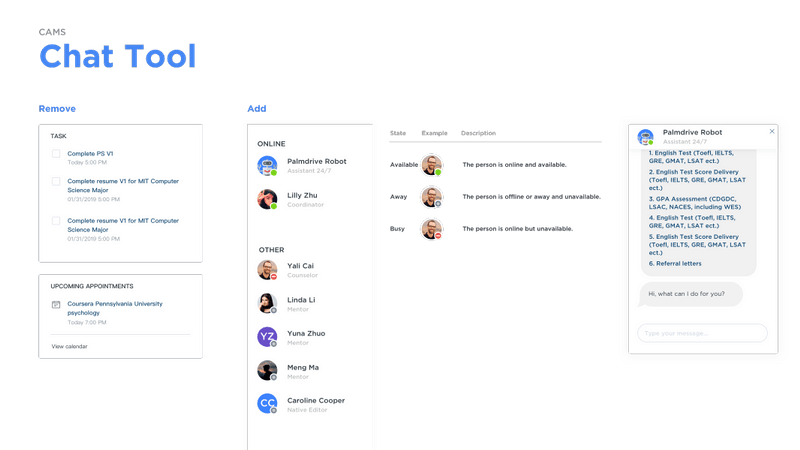 CAMS
Chat Tool
Remove
TASK
Complete PS V1
Today 5:00 PM
Complete resume V1 for MIT Computer
Science Major
01/31/2019 5:00 PM
Complete resume V1 for MIT Computer
Science Major
01/31/2019 5:00 PM
UPCOMING APPOINTMENTS
Coursera Pennsylvania University
psychology
Today 7:00 PM
View calendar
Add
ONLINE
Palmdrive Robot
Assistant 24/7
Lilly Zhu
Coordinator
OTHER
Yali Cai
Counselor
Linda Li
Mentor
YZ
Yuna Zhuo
Mentor
Meng Ma
Mentor
CC
Caroline Cooper
Native Editor
State Example Description
Available The person is online and available.
Away The person is offline or away and unavailable.
Busy The person is online but unavailable.
Palmdrive Robot
Assistant 24/7
1. English Test (Toefl, IELTS,
GRE, GMAT, LSAT
ect.)
2. English Test Score Delivery
(Toefl, IELTS, GRE, GMAT, LSAT
ect.)
3. GPA Assessment (CDGDC,
LSAC, NACES, including WES)
4. English Test (Toefl, IELTS,
GRE, GMAT, LSAT ect.)
5. English Test Score Delivery
(Toefl, IELTS, GRE, GMAT, LSAT
ect.)
6. Referral letters
Hi, what can I do for you?
Type your message...